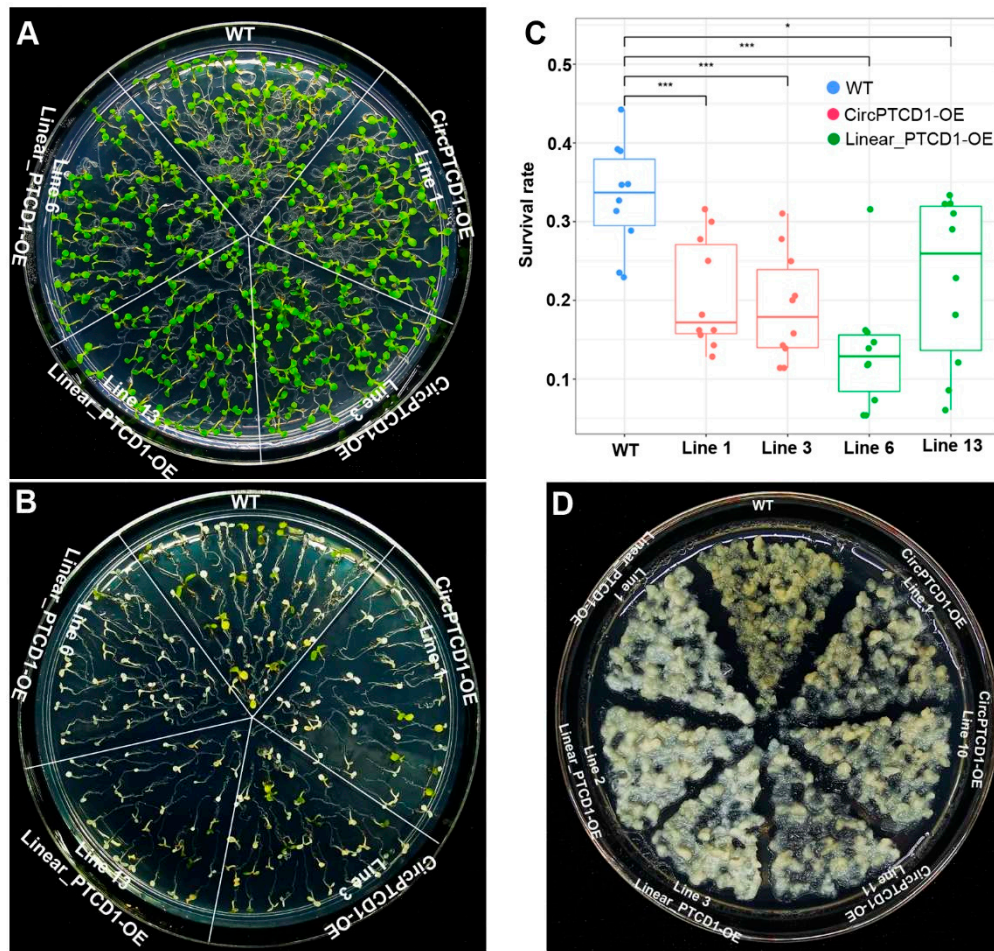 A
WT
CircPTCD1-OE
Line 1
CircPTCD1-OE
Line 3
Linear_PTCD1-OE
Line 13
Linear_PTCD1-OE
Line 6
C
Survival rate
0.5
0.4
0.3
0.2
0.1
*
***
***
***
WT
CircPTCD1-OE
Linear_PTCD1-OE
WT
Line 1
Line 3
Line 6
Line 13
B
WT
CircPTCD1-OE
Line 1
CircPTCD1-OE
Line 3
Linear_PTCD1-OE
Line 13
Linear_PTCD1-OE
Line 6
D
WT
CircPTCD1-OE
Line 1
CircPTCD1-OE
Line 10
CircPTCD1-OE
Line 11
Linear_PTCD1-OE
Line 3
Linear_PTCD1-OE
Line 2
Linear_PTCD1-OE
Line 1